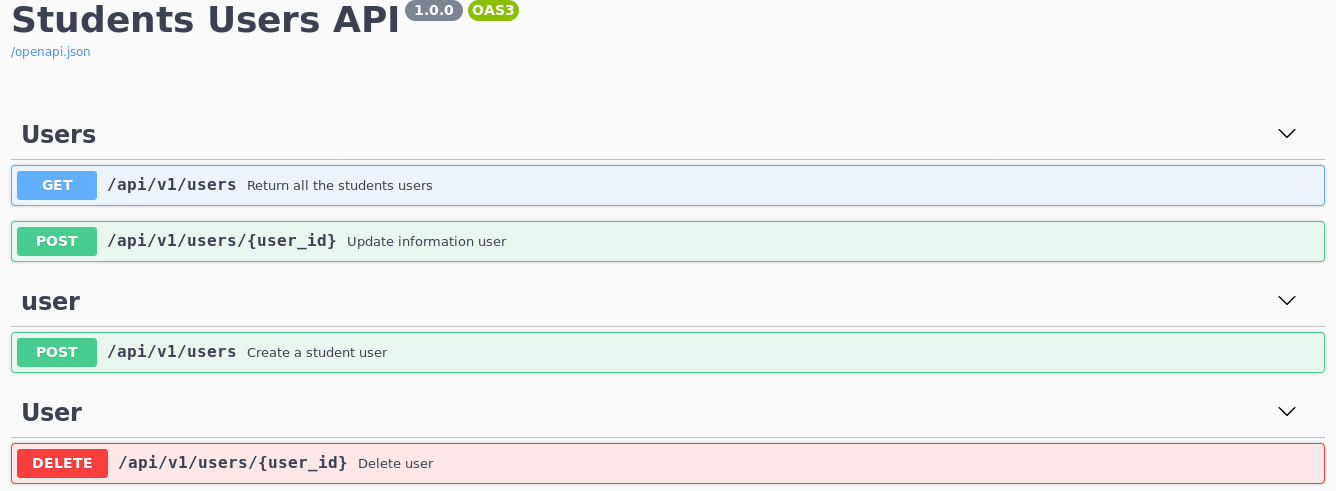 Students Users API 1.0.0 OAS3
/openapi.json
Users
GET /api/v1/users Return all the students users
POST /api/v1/users/{user_id} Update information user
user
POST /api/v1/users Create a student user
User
DELETE /api/v1/users/{user_id} Delete user